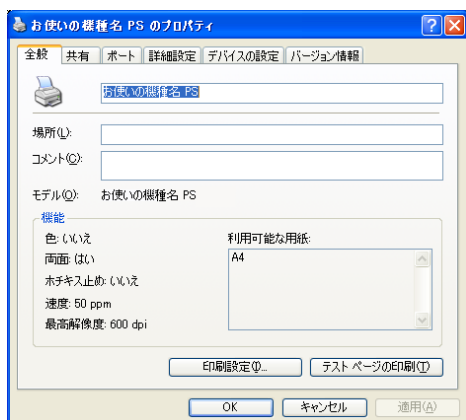 お使いの機種名 PS のプロパティ
全般 共有 ポート 詳細設定 デバイスの設定 バージョン情報
お使いの機種名 PS
場所(L):
コメント(C):
モデル(O): お使いの機種名 PS
機能
色: いいえ 利用可能な用紙:
両面: はい A4
ホチキス止め: いいえ
速度: 50 ppm
最高解像度: 600 dpi
印刷設定(I)... テスト ページの印刷(T)
OK キャンセル 適用(A)